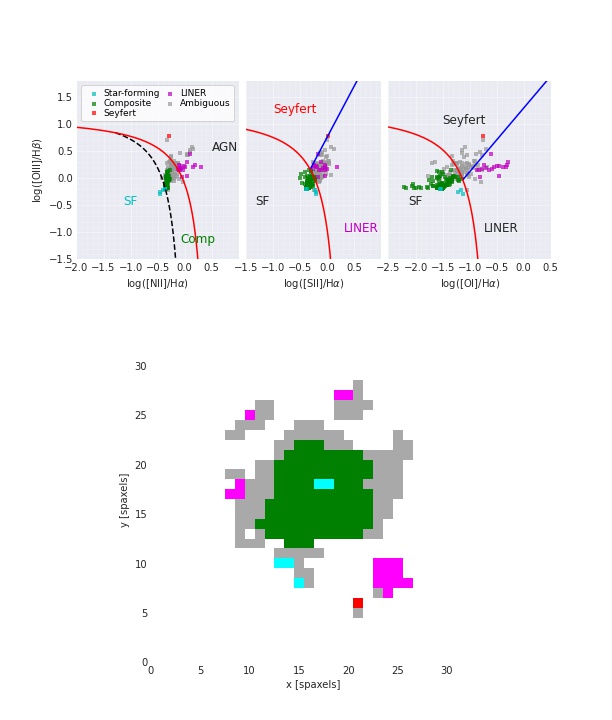 Star-forming
Composite
Seyfert
LINER
Ambiguous
log([OIII]/Hβ)
1.5
1.0
0.5
0.0
−0.5
−1.0
−1.5
AGN
SF
Comp
Seyfert
SF
LINER
Seyfert
SF
LINER
−2.0 −1.5 −1.0 −0.5 0.0 0.5
−1.5 −1.0 −0.5 0.0 0.5
−2.5 −2.0 −1.5 −1.0 −0.5 0.0 0.5
log([NII]/Hα)
log([SII]/Hα)
log([OI]/Hα)
30
25
20
15
10
5
0
y [spaxels]
0 5 10 15 20 25 30
x [spaxels]